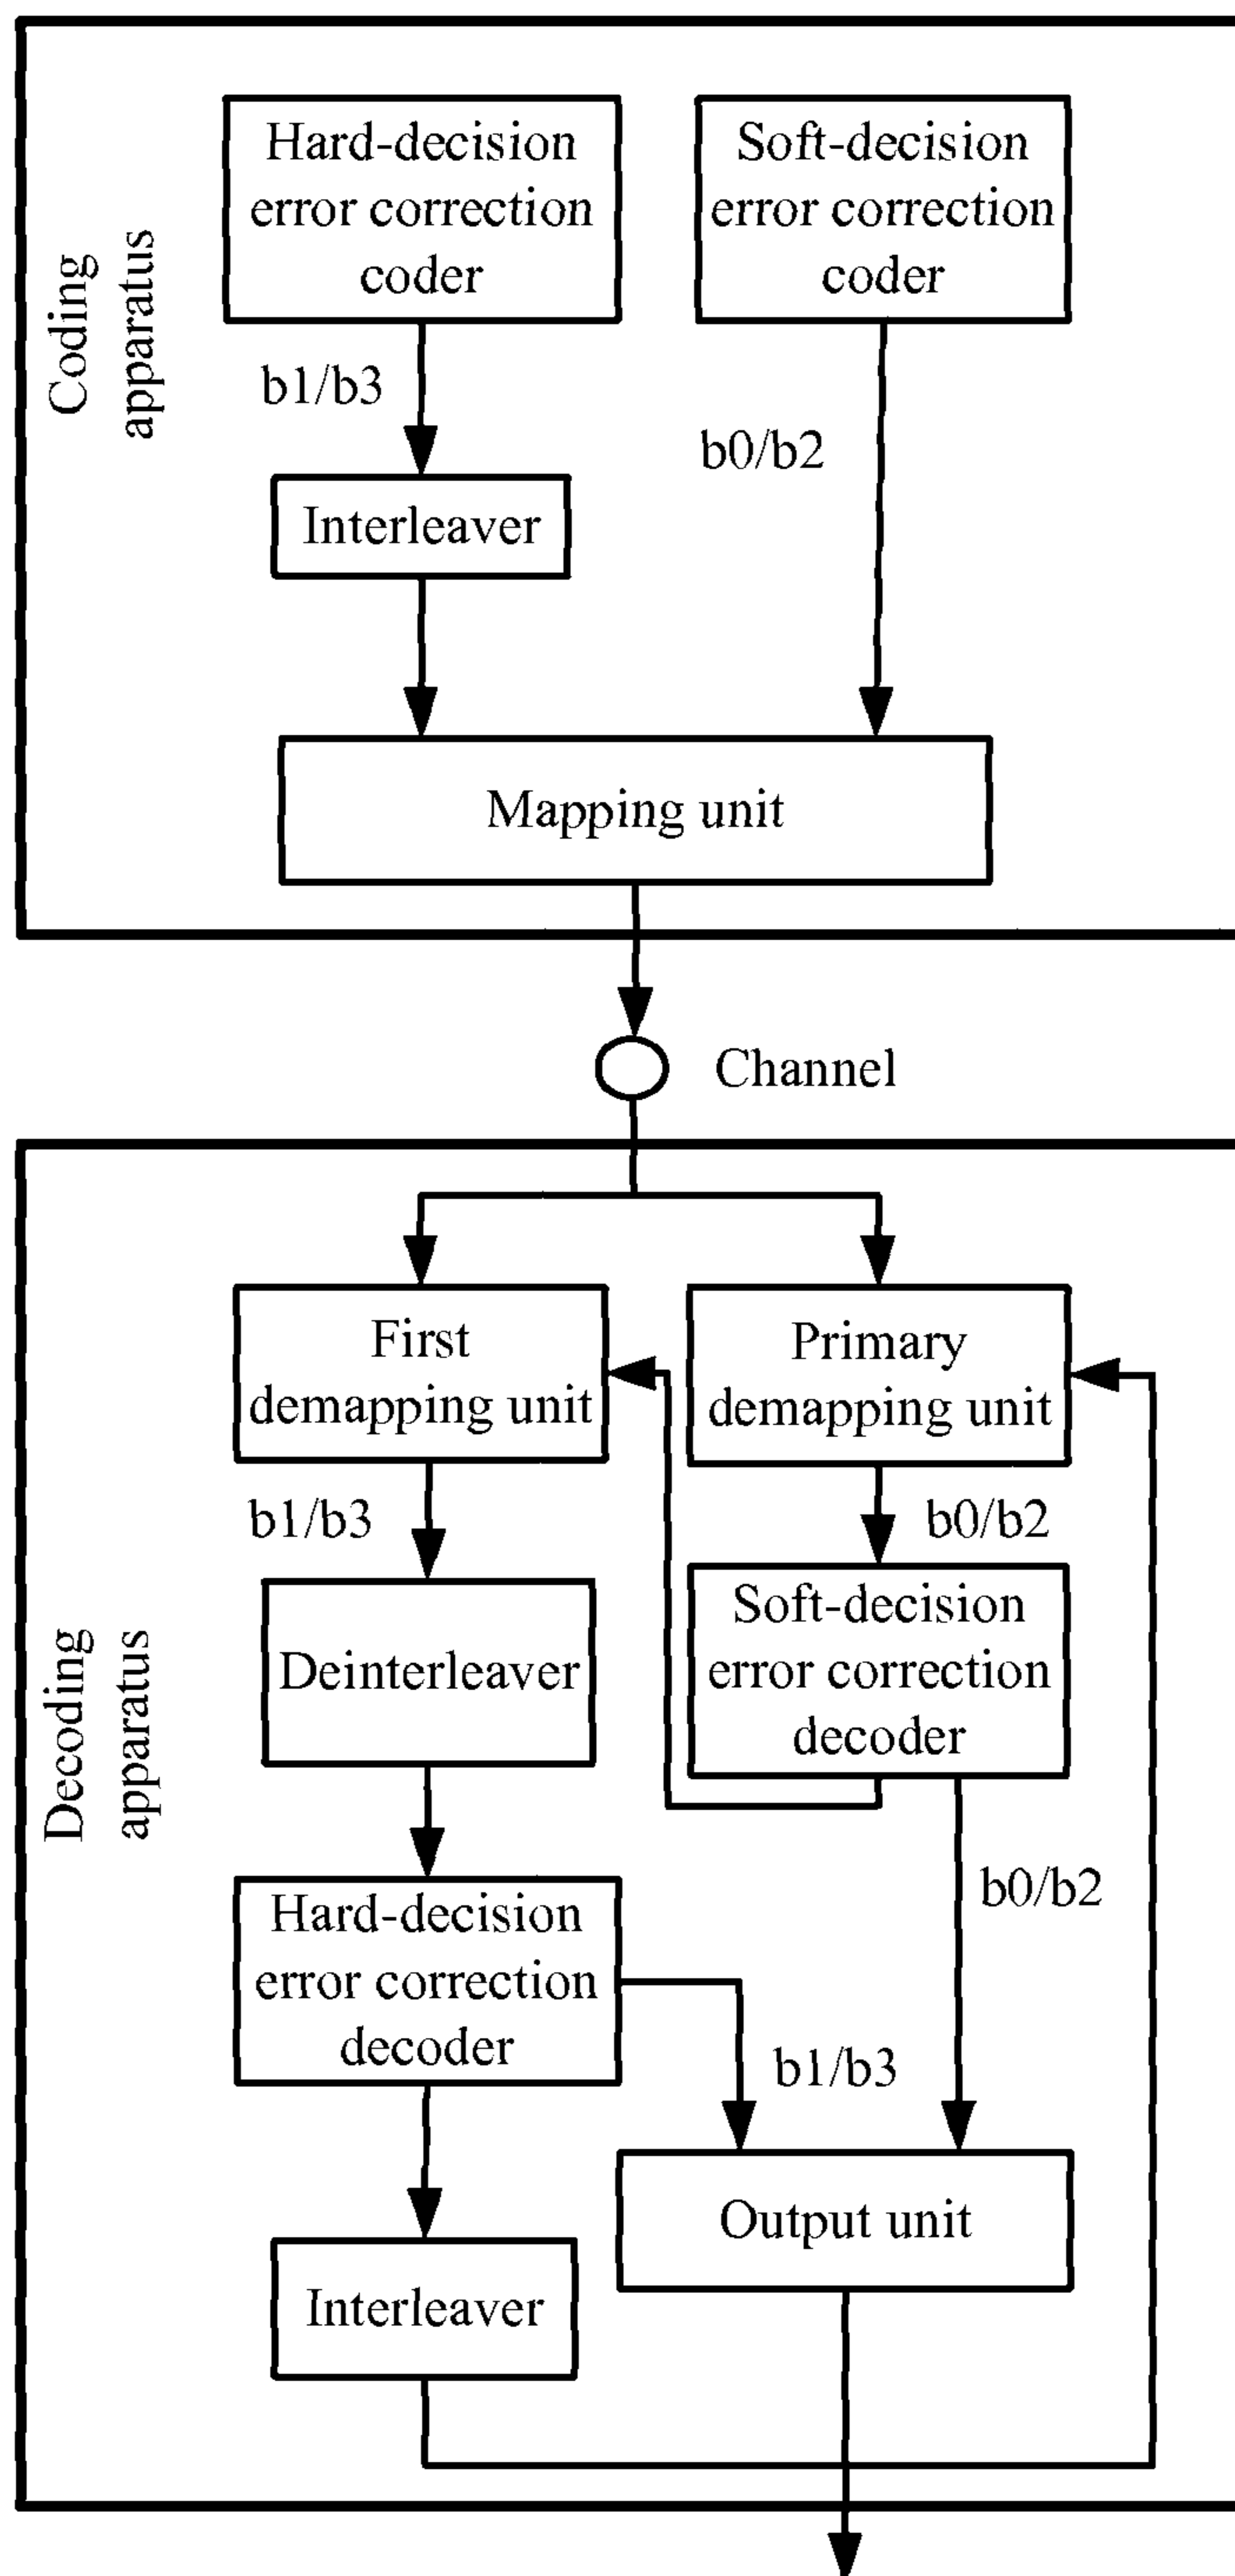 Coding
apparatus
Hard-decision
error correction
coder
Soft-decision
error correction
coder
b1/b3
b0/b2
Interleaver
Mapping unit
Channel
Decoding
apparatus
First
demapping unit
Primary
demapping unit
b1/b3
b0/b2
Deinterleaver
Soft-decision
error correction
decoder
Hard-decision
error correction
decoder
b0/b2
b1/b3
Output unit
Interleaver